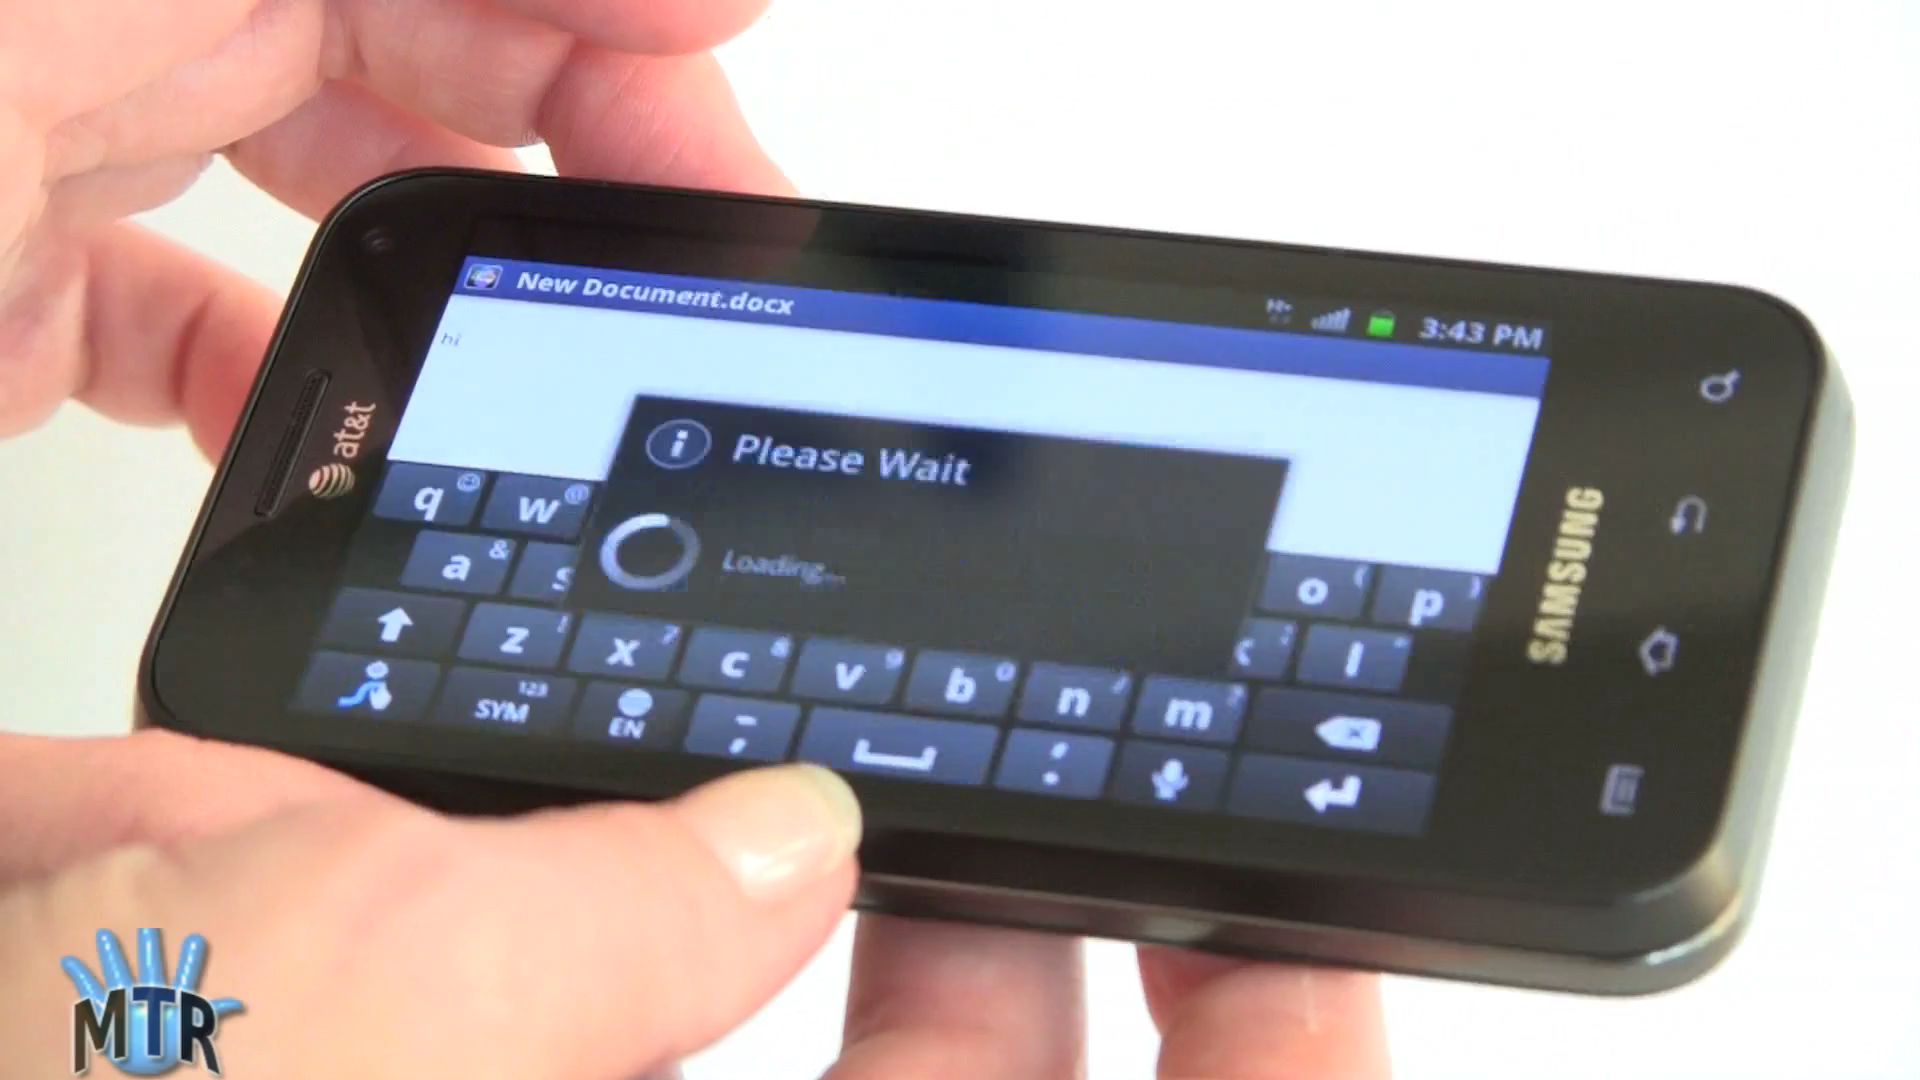 New Document.docx
3:43 PM
hi
Please Wait
Loading...
at&t
SAMSUNG
q w o p
a s l
z x c v b n m
SYM 123 EN
MTR